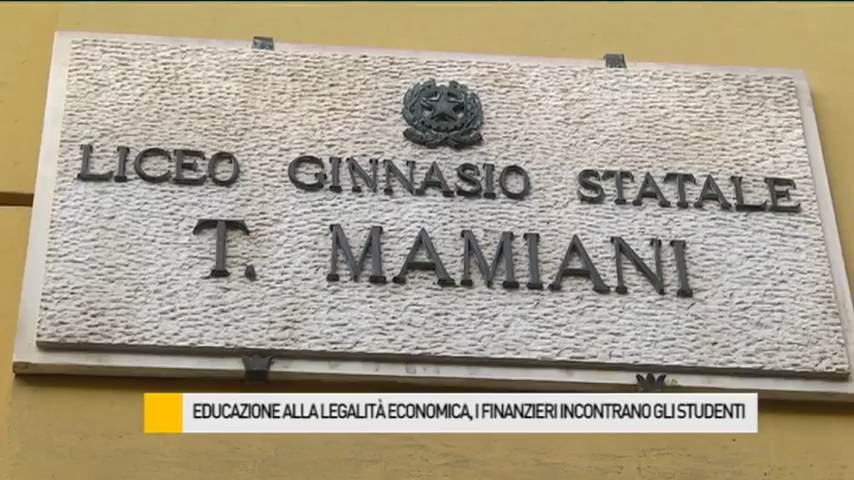 LICEO GINNASIO STATALE
T. MAMIANI
EDUCAZIONE ALLA LEGALITÀ ECONOMICA, I FINANZIERI INCONTRANO GLI STUDENTI